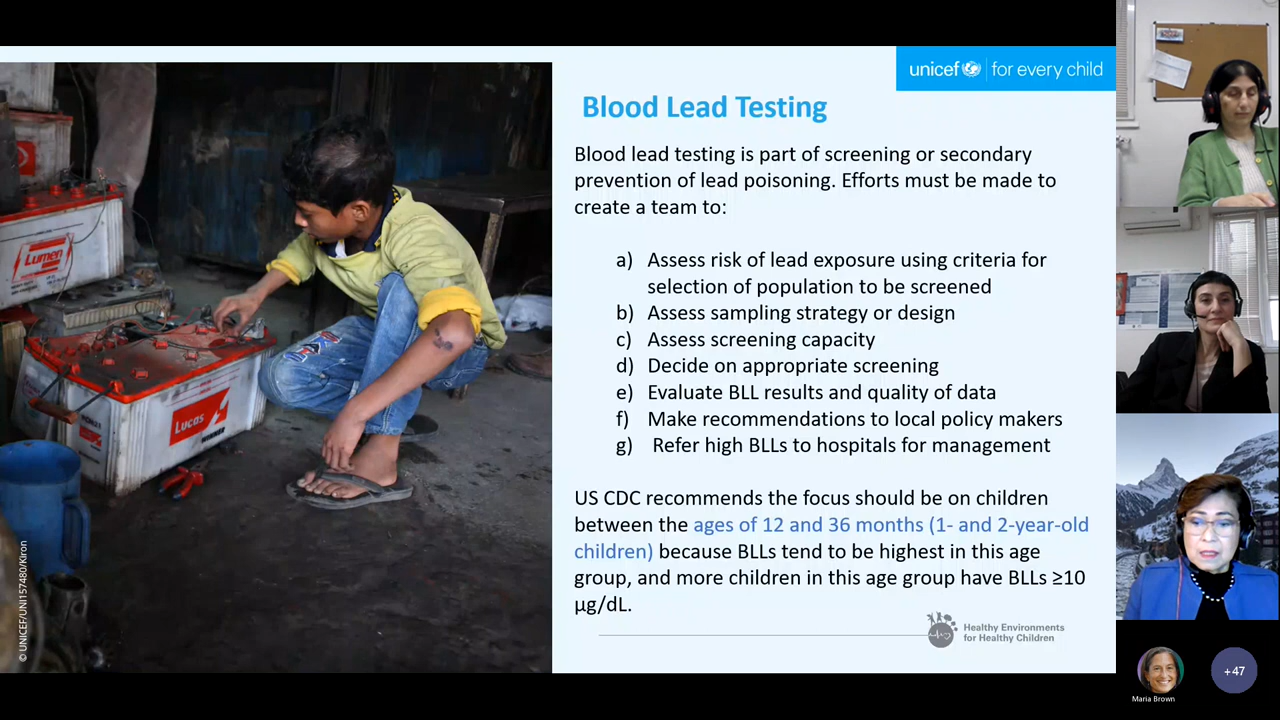 unicef for every child
Blood Lead Testing
Blood lead testing is part of screening or secondary
prevention of lead poisoning. Efforts must be made to
create a team to:
a) Assess risk of lead exposure using criteria for
selection of population to be screened
b) Assess sampling strategy or design
c) Assess screening capacity
d) Decide on appropriate screening
e) Evaluate BLL results and quality of data
f) Make recommendations to local policy makers
g) Refer high BLLs to hospitals for management
US CDC recommends the focus should be on children
between the ages of 12 and 36 months (1- and 2-year-old
children) because BLLs tend to be highest in this age
group, and more children in this age group have BLLs ≥10
µg/dL.
Healthy Environments
for Healthy Children
© UNICEF/UNI157480/Kiron
Lumen
Lucas
Maria Brown
+47